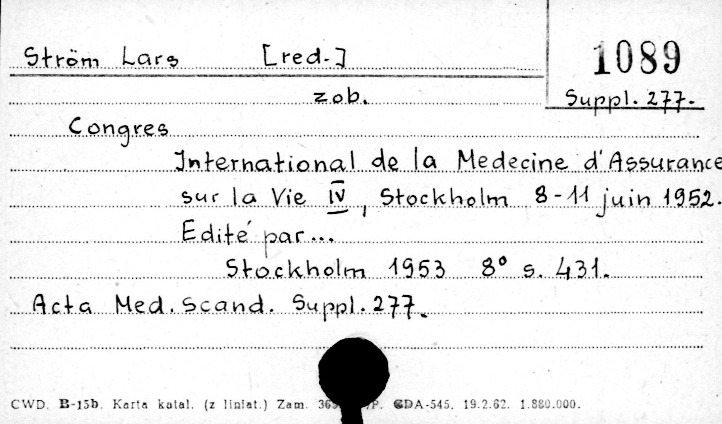 Ström Lars [red.]
1089
Suppl. 277.
zob.
Congres
International de la Medecine d'Assurance
sur la Vie IV, Stockholm 8-11 juin 1952.
Edité par...
Stockholm 1953 8° s. 431.
Acta Med. Scand. Suppl. 277.
CWD. B-15b. Karta katal. (z liniat.) Zam. CDA-545. 19.2.62. 1.880.000.